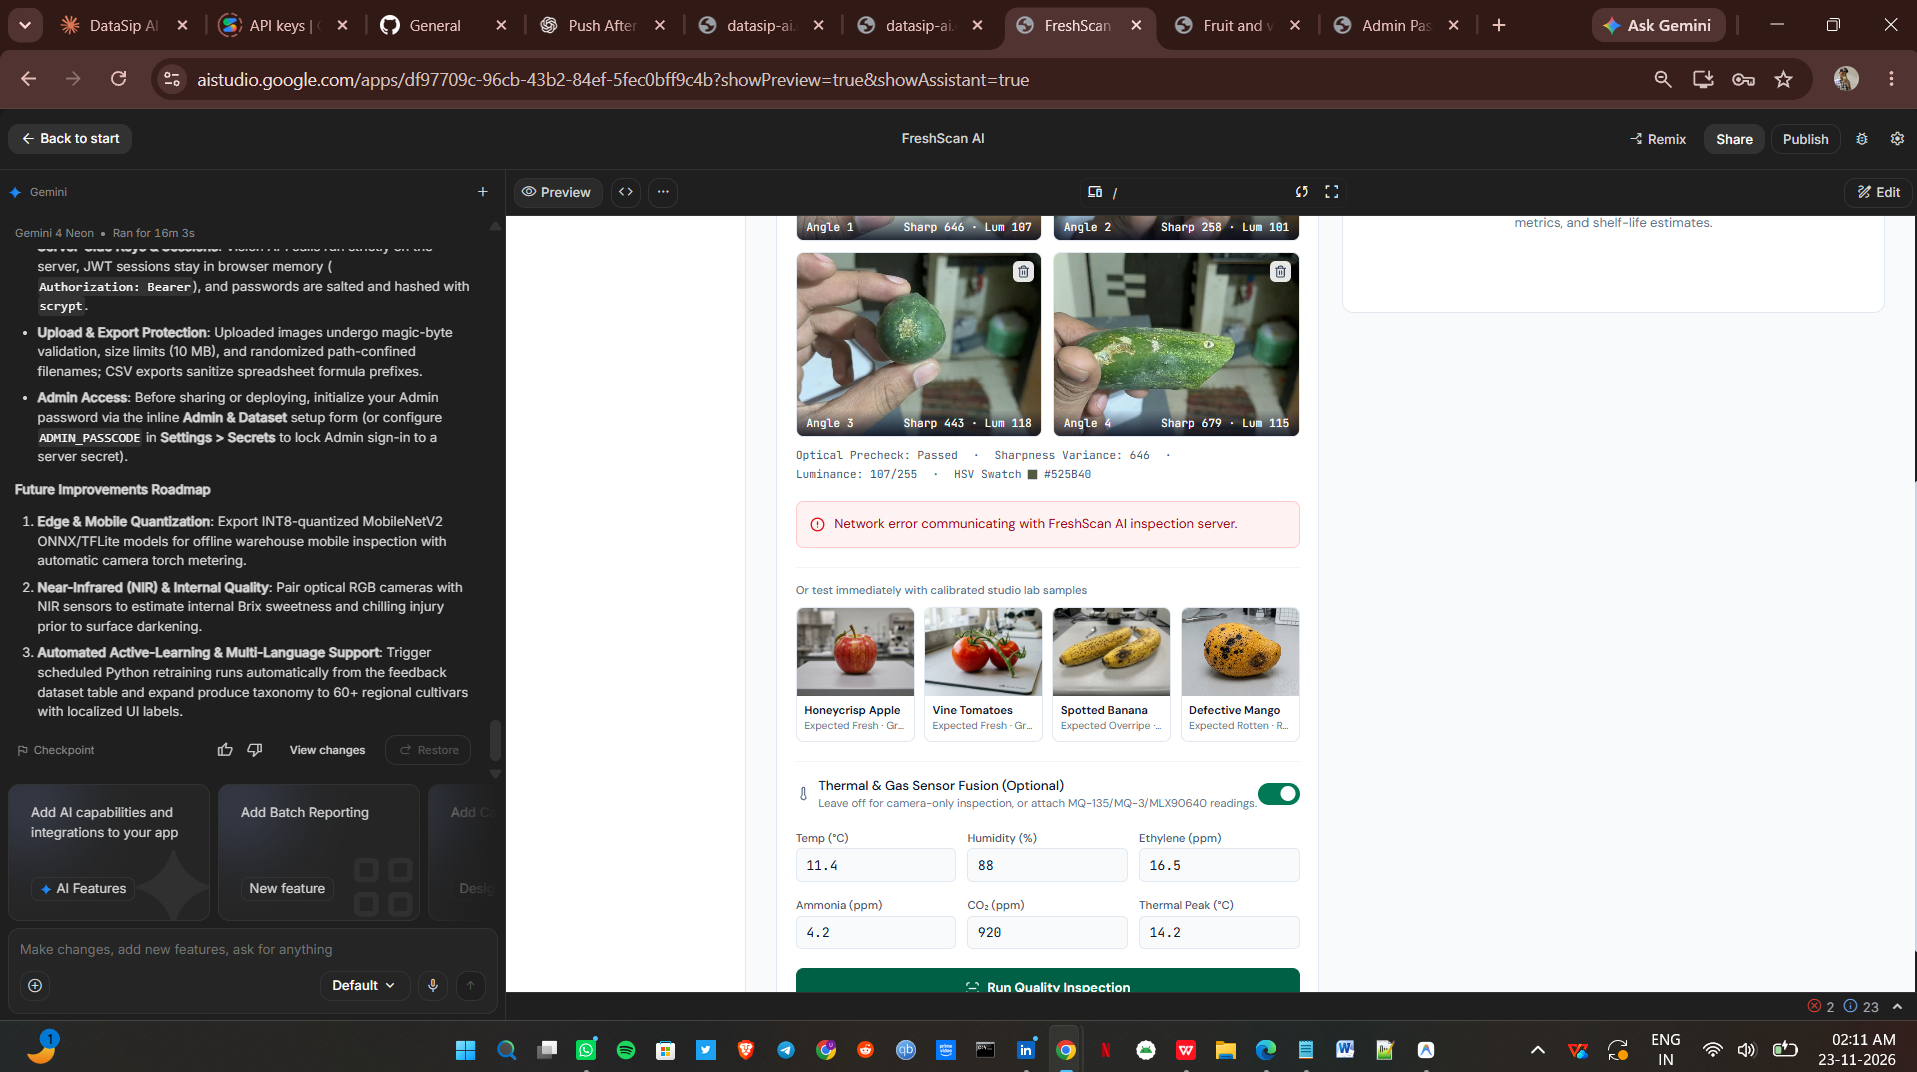 DataSip AI
API keys |
General
Push After
datasip-ai.
datasip-ai.
FreshScan
Fruit and v
Admin Pas
Ask Gemini
aistudio.google.com/apps/df97709c-96cb-43b2-84ef-5fec0bff9c4b?showPreview=true&showAssistant=true
Back to start
FreshScan AI
Remix
Share
Publish
Gemini
Preview
/
Edit
Gemini 4 Neon • Ran for 16m 3s
server, JWT sessions stay in browser memory (
Authorization: Bearer), and passwords are salted and hashed with
scrypt.
• Upload & Export Protection: Uploaded images undergo magic-byte
validation, size limits (10 MB), and randomized path-confined
filenames; CSV exports sanitize spreadsheet formula prefixes.
• Admin Access: Before sharing or deploying, initialize your Admin
password via the inline Admin & Dataset setup form (or configure
ADMIN_PASSCODE in Settings > Secrets to lock Admin sign-in to a
server secret).
Future Improvements Roadmap
1. Edge & Mobile Quantization: Export INT8-quantized MobileNetV2
ONNX/TFLite models for offline warehouse mobile inspection with
automatic camera torch metering.
2. Near-Infrared (NIR) & Internal Quality: Pair optical RGB cameras with
NIR sensors to estimate internal Brix sweetness and chilling injury
prior to surface darkening.
3. Automated Active-Learning & Multi-Language Support: Trigger
scheduled Python retraining runs automatically from the feedback
dataset table and expand produce taxonomy to 60+ regional cultivars
with localized UI labels.
Checkpoint
View changes
Restore
Add AI capabilities and
integrations to your app
AI Features
Add Batch Reporting
New feature
Add Ca
Desig
Make changes, add new features, ask for anything
Default
Angle 1 Sharp 646 · Lum 107
Angle 2 Sharp 258 · Lum 101
Angle 3 Sharp 443 · Lum 118
Angle 4 Sharp 679 · Lum 115
Optical Precheck: Passed · Sharpness Variance: 646 ·
Luminance: 107/255 · HSV Swatch #525B40
Network error communicating with FreshScan AI inspection server.
Or test immediately with calibrated studio lab samples
Honeycrisp Apple
Expected Fresh · Gr...
Vine Tomatoes
Expected Fresh · Gr...
Spotted Banana
Expected Overripe ·...
Defective Mango
Expected Rotten · R...
Thermal & Gas Sensor Fusion (Optional)
Leave off for camera-only inspection, or attach MQ-135/MQ-3/MLX90640 readings.
Temp (°C)
11.4
Humidity (%)
88
Ethylene (ppm)
16.5
Ammonia (ppm)
4.2
CO₂ (ppm)
920
Thermal Peak (°C)
14.2
Run Quality Inspection
metrics, and shelf-life estimates.
2
23
1
ENG
IN
02:11 AM
23-11-2026